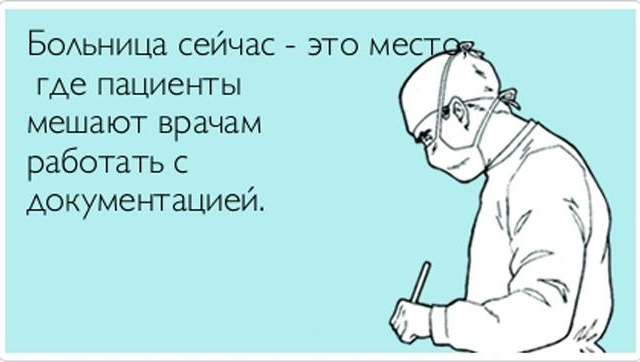 Больница сейчас - это место
где пациенты
мешают врачам
работать с
документацией.